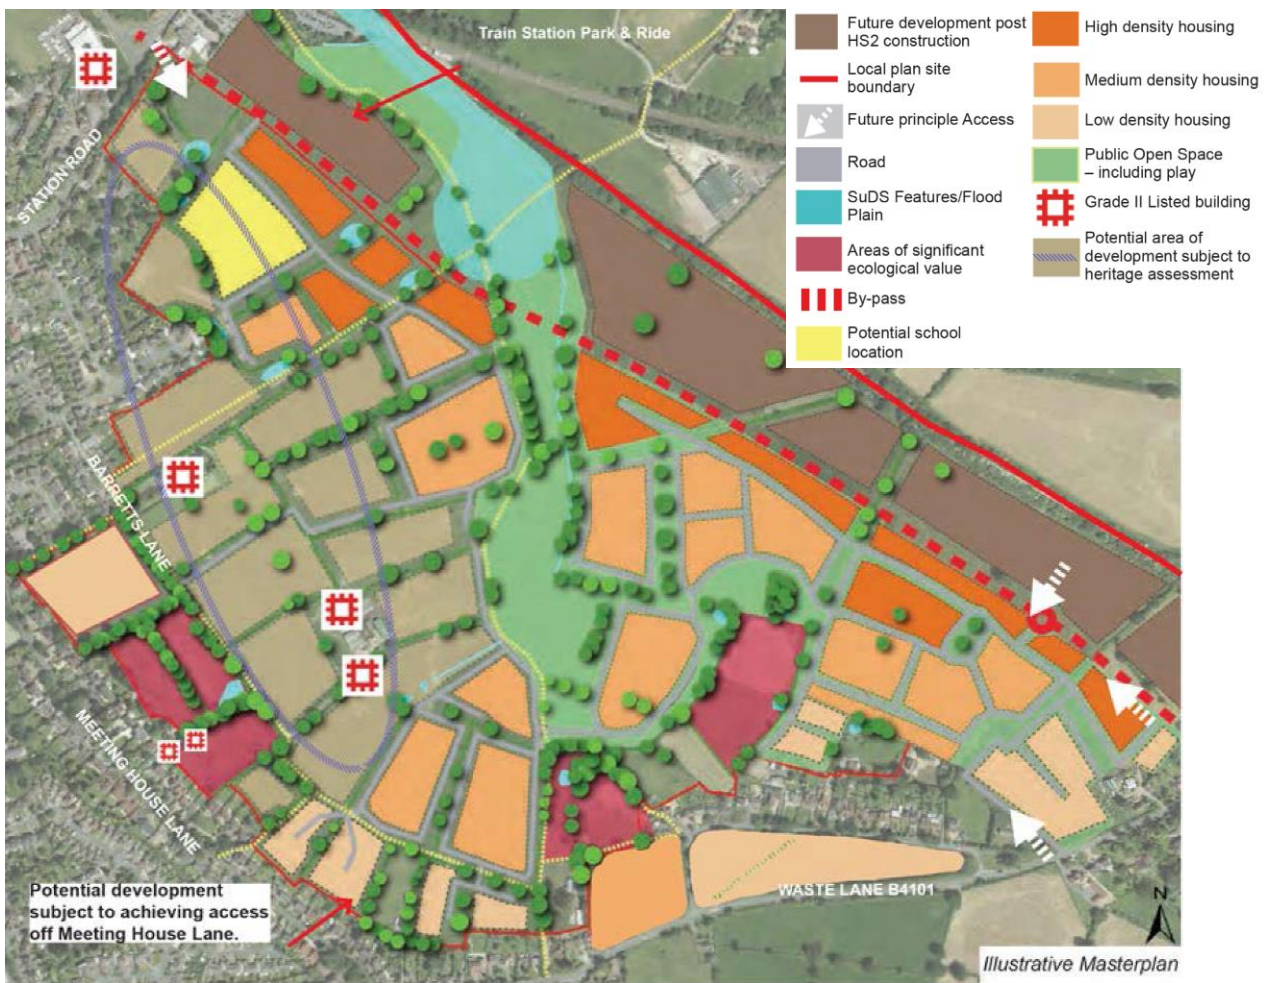 Train Station Park & Ride
STATION ROAD
BARRETTS LANE
MEETING HOUSE LANE
WASTE LANE B4101
Potential development
subject to achieving access
off Meeting House Lane.
N
Illustrative Masterplan
Future development post
HS2 construction
Local plan site
boundary
Future principle Access
Road
SuDS Features/Flood
Plain
Areas of significant
ecological value
By-pass
Potential school
location
High density housing
Medium density housing
Low density housing
Public Open Space
– including play
Grade II Listed building
Potential area of
development subject to
heritage assessment